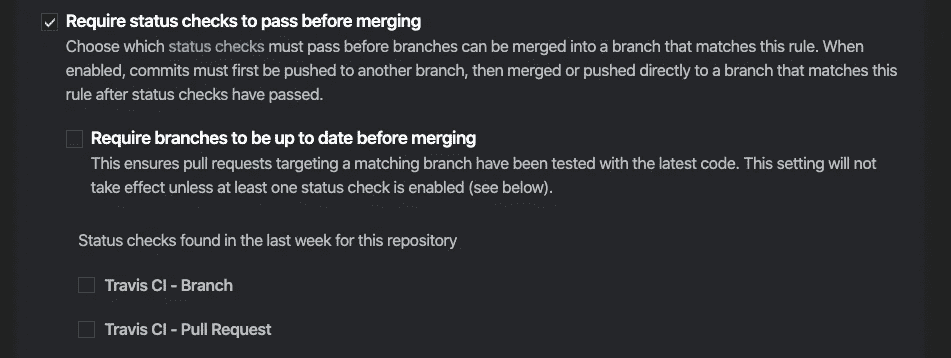 Require status checks to pass before merging
Choose which status checks must pass before branches can be merged into a branch that matches this rule. When
enabled, commits must first be pushed to another branch, then merged or pushed directly to a branch that matches this
rule after status checks have passed.
Require branches to be up to date before merging
This ensures pull requests targeting a matching branch have been tested with the latest code. This setting will not
take effect unless at least one status check is enabled (see below).
Status checks found in the last week for this repository
Travis CI - Branch
Travis CI - Pull Request